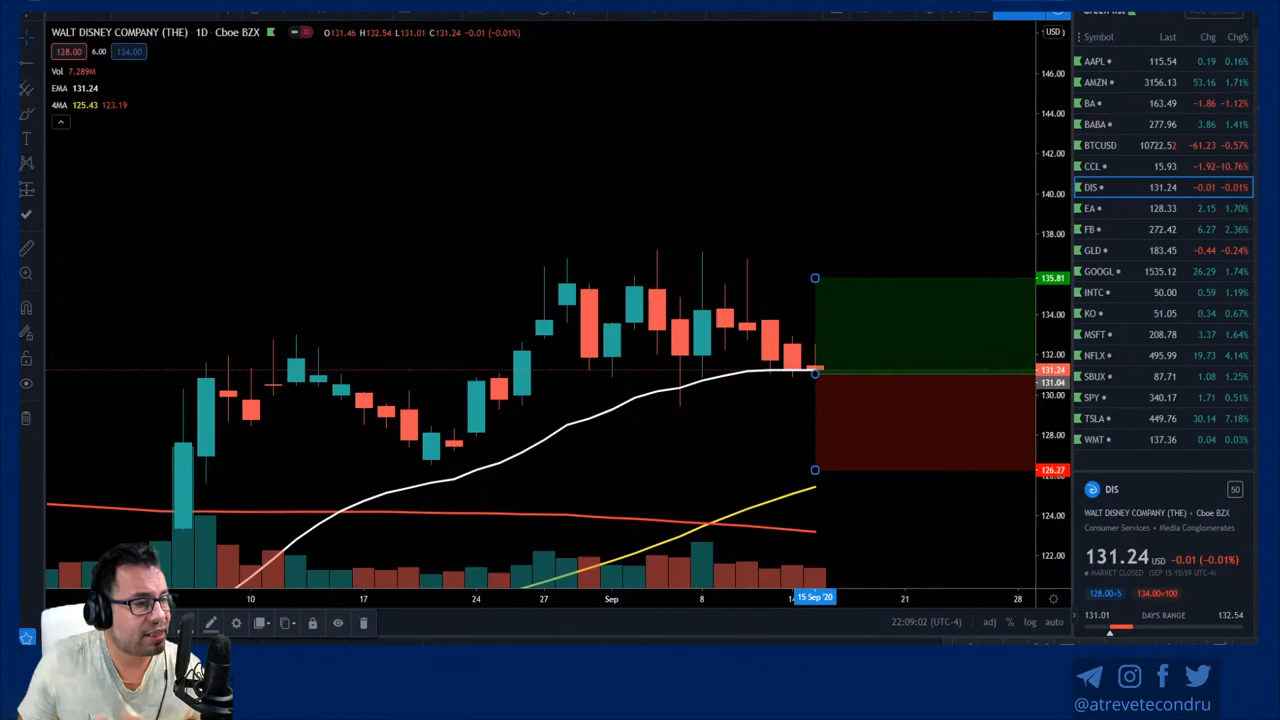 WALT DISNEY COMPANY (THE) · 1D · Cboe BZX O131.46 H132.54 L131.01 C131.24 -0.01 (-0.01%)
128.00 6.00 134.00
Vol 7.289M
EMA 131.24
4MA 125.43 123.19
USD
146.00
144.00
142.00
140.00
138.00
135.81
134.00
132.00
131.24
131.04
130.00
128.00
126.27
124.00
122.00
10 24 27 Sep 8 15 Sep '20 21 28
22:09:02 (UTC-4) adj % log auto
Symbol Last Chg Chg%
AAPL 115.54 0.19 0.16%
AMZN 3156.13 53.16 1.71%
BA 163.49 -1.86 -1.12%
BABA 277.96 3.86 1.41%
BTCUSD 10722.52 -61.23 -0.57%
CCL 15.93 -1.92 -10.76%
DIS 131.24 -0.01 -0.01%
EA 128.33 2.15 1.70%
FB 272.42 6.27 2.36%
GLD 183.45 -0.44 -0.24%
GOOGL 1535.12 26.29 1.74%
INTC 50.00 0.59 1.19%
KO 51.05 0.34 0.67%
MSFT 208.78 3.37 1.64%
NFLX 495.99 19.73 4.14%
SBUX 87.71 1.08 1.25%
SPY 340.17 1.71 0.51%
TSLA 449.76 30.14 7.18%
WMT 137.36 0.04 0.03%
DIS 50
WALT DISNEY COMPANY (THE) • Cboe BZX
Consumer Services • Media Conglomerates
131.24 USD -0.01 (-0.01%)
MARKET CLOSED (SEP 15 15:59 UTC-4)
128.00×5 134.00×100
131.01 DAY'S RANGE 132.54
@atrevetecondru